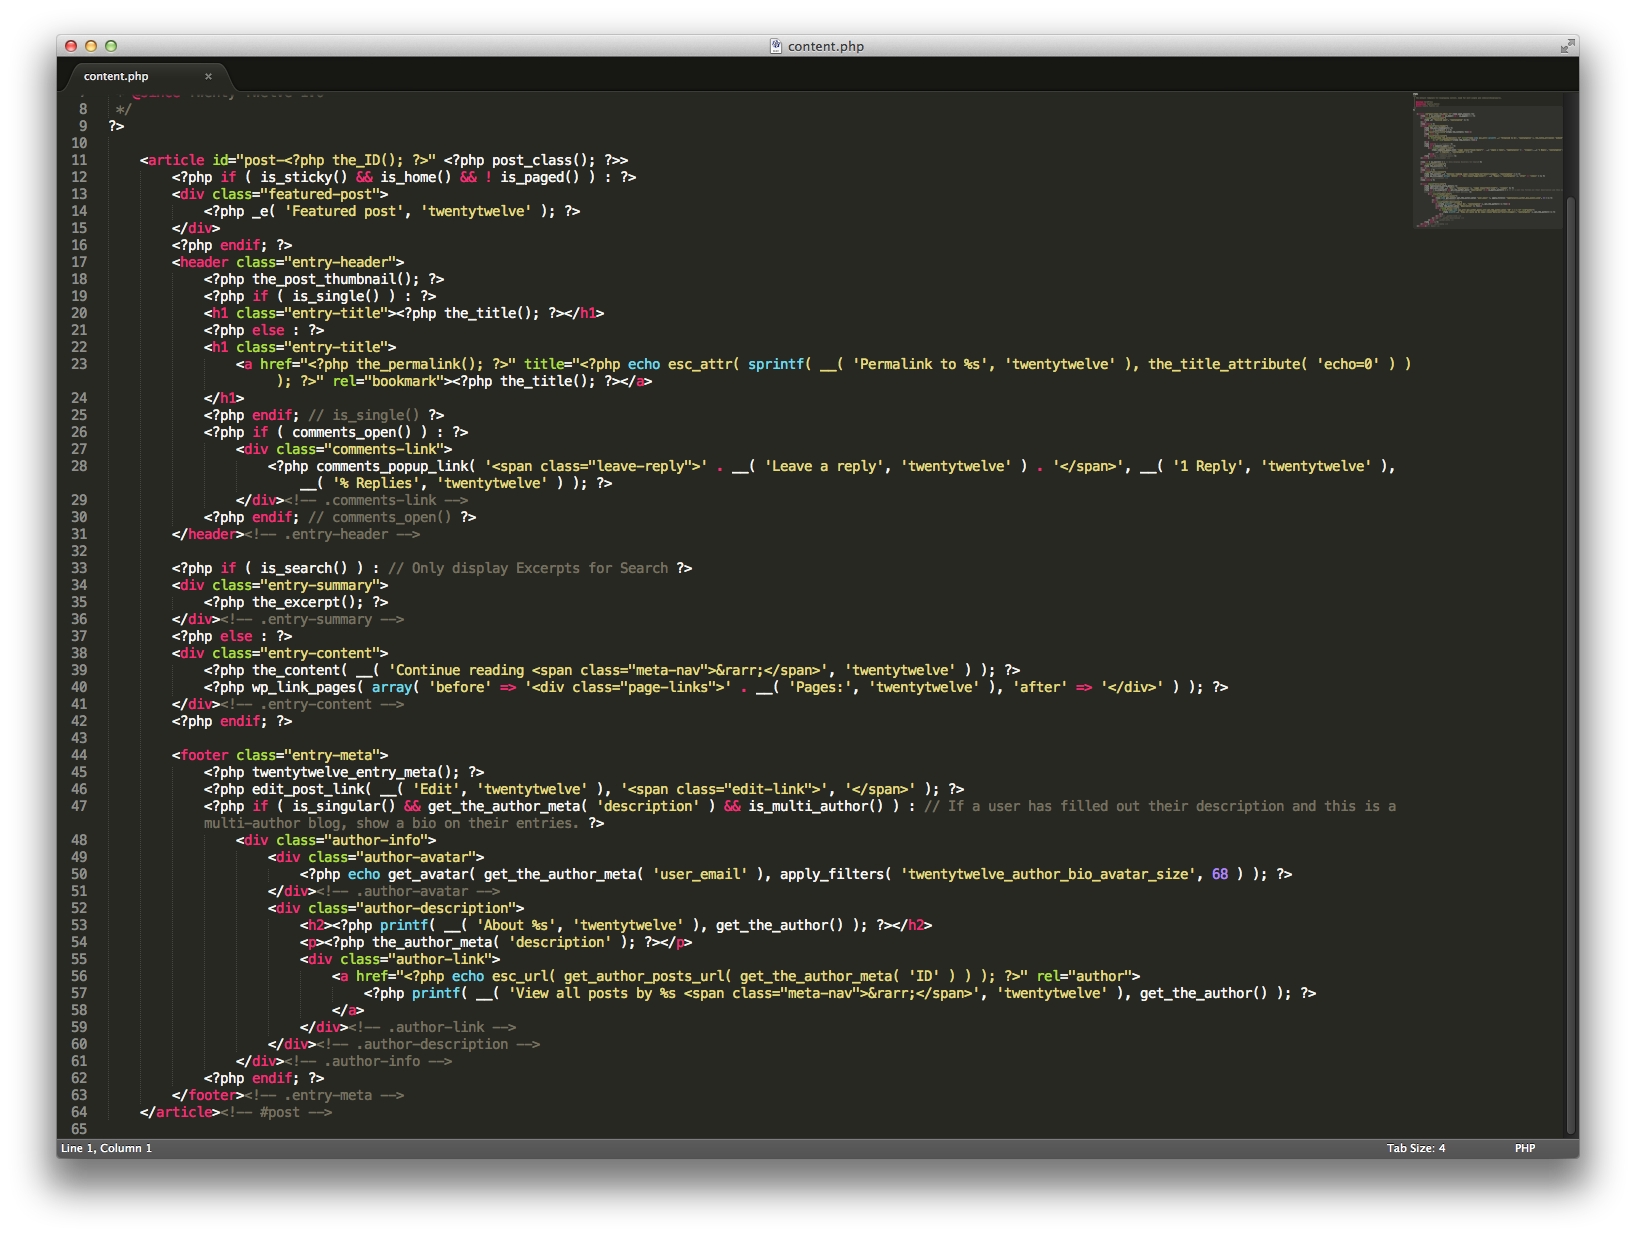 content.php
content.php ×
8 */
9 ?>
10
11 <article id="post-<?php the_ID(); ?>" <?php post_class(); ?>>
12 <?php if ( is_sticky() && is_home() && ! is_paged() ) : ?>
13 <div class="featured-post">
14 <?php _e( 'Featured post', 'twentytwelve' ); ?>
15 </div>
16 <?php endif; ?>
17 <header class="entry-header">
18 <?php the_post_thumbnail(); ?>
19 <?php if ( is_single() ) : ?>
20 <h1 class="entry-title"><?php the_title(); ?></h1>
21 <?php else : ?>
22 <h1 class="entry-title">
23 <a href="<?php the_permalink(); ?>" title="<?php echo esc_attr( sprintf( __( 'Permalink to %s', 'twentytwelve' ), the_title_attribute( 'echo=0' ) )
); ?>" rel="bookmark"><?php the_title(); ?></a>
24 </h1>
25 <?php endif; // is_single() ?>
26 <?php if ( comments_open() ) : ?>
27 <div class="comments-link">
28 <?php comments_popup_link( '<span class="leave-reply">' . __( 'Leave a reply', 'twentytwelve' ) . '</span>', __( '1 Reply', 'twentytwelve' ),
__( '% Replies', 'twentytwelve' ) ); ?>
29 </div><!-- .comments-link -->
30 <?php endif; // comments_open() ?>
31 </header><!-- .entry-header -->
32
33 <?php if ( is_search() ) : // Only display Excerpts for Search ?>
34 <div class="entry-summary">
35 <?php the_excerpt(); ?>
36 </div><!-- .entry-summary -->
37 <?php else : ?>
38 <div class="entry-content">
39 <?php the_content( __( 'Continue reading <span class="meta-nav">&rarr;</span>', 'twentytwelve' ) ); ?>
40 <?php wp_link_pages( array( 'before' => '<div class="page-links">' . __( 'Pages:', 'twentytwelve' ), 'after' => '</div>' ) ); ?>
41 </div><!-- .entry-content -->
42 <?php endif; ?>
43
44 <footer class="entry-meta">
45 <?php twentytwelve_entry_meta(); ?>
46 <?php edit_post_link( __( 'Edit', 'twentytwelve' ), '<span class="edit-link">', '</span>' ); ?>
47 <?php if ( is_singular() && get_the_author_meta( 'description' ) && is_multi_author() ) : // If a user has filled out their description and this is a
multi-author blog, show a bio on their entries. ?>
48 <div class="author-info">
49 <div class="author-avatar">
50 <?php echo get_avatar( get_the_author_meta( 'user_email' ), apply_filters( 'twentytwelve_author_bio_avatar_size', 68 ) ); ?>
51 </div><!-- .author-avatar -->
52 <div class="author-description">
53 <h2><?php printf( __( 'About %s', 'twentytwelve' ), get_the_author() ); ?></h2>
54 <p><?php the_author_meta( 'description' ); ?></p>
55 <div class="author-link">
56 <a href="<?php echo esc_url( get_author_posts_url( get_the_author_meta( 'ID' ) ) ); ?>" rel="author">
57 <?php printf( __( 'View all posts by %s <span class="meta-nav">&rarr;</span>', 'twentytwelve' ), get_the_author() ); ?>
58 </a>
59 </div><!-- .author-link -->
60 </div><!-- .author-description -->
61 </div><!-- .author-info -->
62 <?php endif; ?>
63 </footer><!-- .entry-meta -->
64 </article><!-- #post -->
65
Line 1, Column 1 Tab Size: 4 PHP